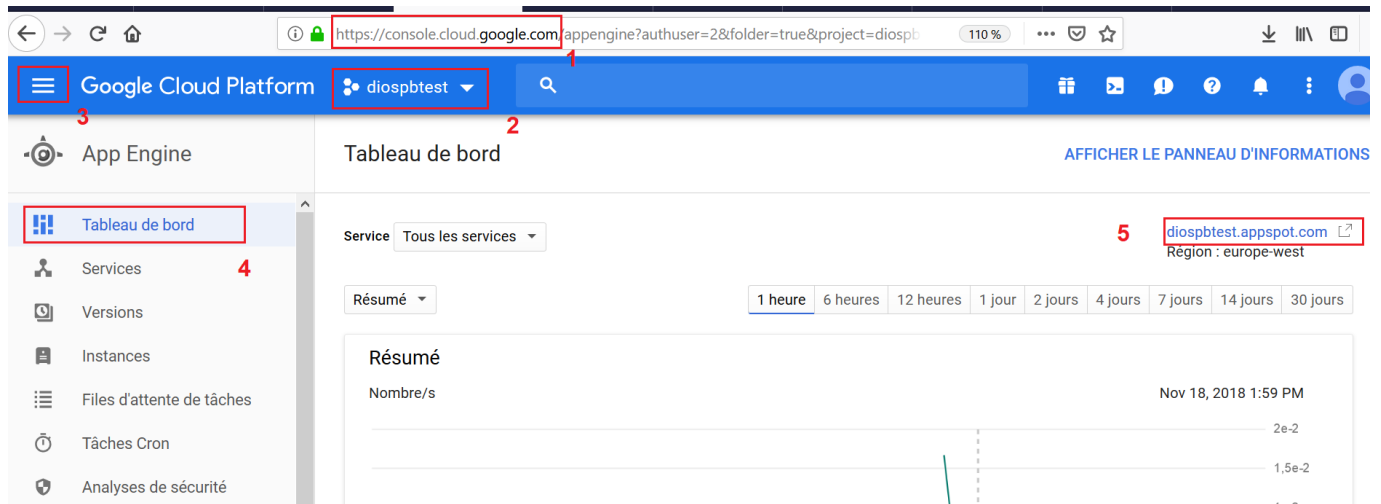 https://console.cloud.google.com/appengine?authuser=2&folder=true&project=diospb 110 %
1
Google Cloud Platform diospbtest
3
2
App Engine Tableau de bord AFFICHER LE PANNEAU D'INFORMATIONS
Tableau de bord
Service Tous les services 5 diospbtest.appspot.com
Région : europe-west
Services 4
Résumé 1 heure 6 heures 12 heures 1 jour 2 jours 4 jours 7 jours 14 jours 30 jours
Versions
Instances Résumé
Nombre/s Nov 18, 2018 1:59 PM
Files d'attente de tâches
2e-2
Tâches Cron
1,5e-2
Analyses de sécurité